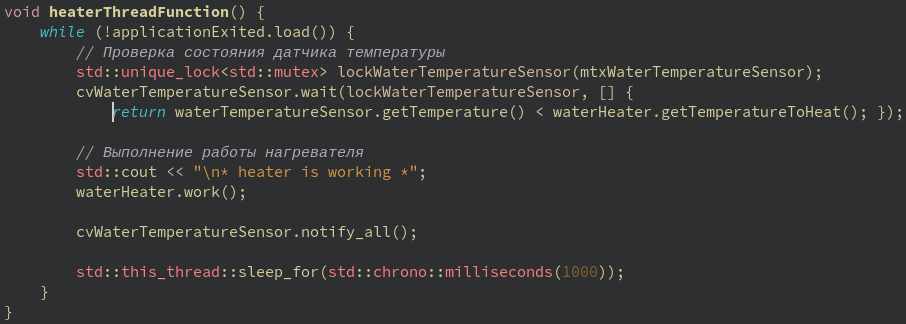 void heaterThreadFunction() {
    while (!applicationExited.load()) {
        // Проверка состояния датчика температуры
        std::unique_lock<std::mutex> lockWaterTemperatureSensor(mtxWaterTemperatureSensor);
        cvWaterTemperatureSensor.wait(lockWaterTemperatureSensor, [] {
            return waterTemperatureSensor.getTemperature() < waterHeater.getTemperatureToHeat(); });

        // Выполнение работы нагревателя
        std::cout << "\n* heater is working *";
        waterHeater.work();

        cvWaterTemperatureSensor.notify_all();

        std::this_thread::sleep_for(std::chrono::milliseconds(1000));
    }
}